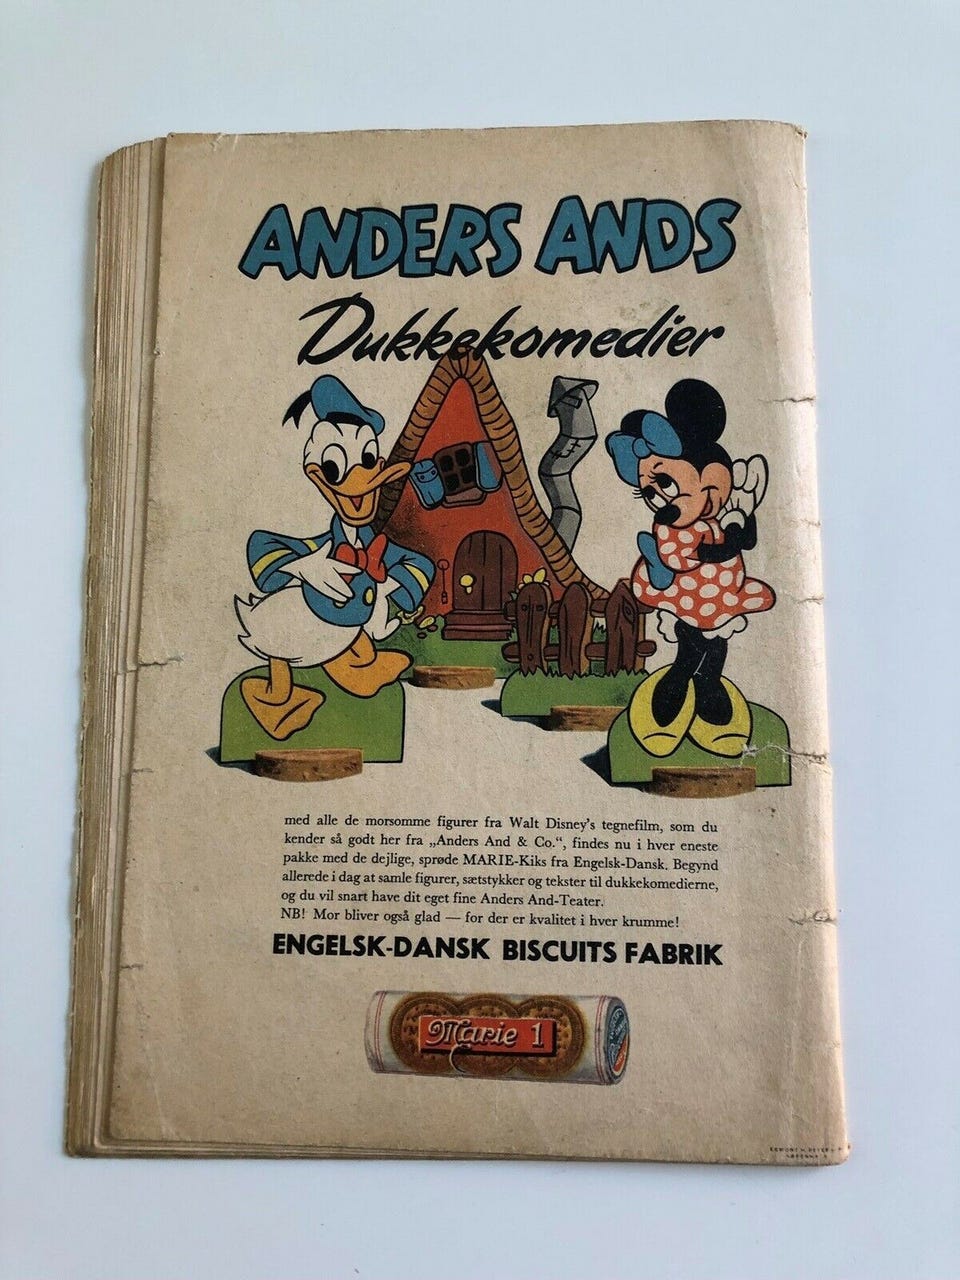 ANDERS ANDS
Dukkekomedier
med alle de morsomme figurer fra Walt Disney's tegnefilm, som du
kender så godt her fra „Anders And & Co.“, findes nu i hver eneste
pakke med de dejlige, sprøde MARIE-Kiks fra Engelsk-Dansk. Begynd
allerede i dag at samle figurer, sætstykker og tekster til dukkekomedierne,
og du vil snart have dit eget fine Anders And-Teater.
NB! Mor bliver også glad — for der er kvalitet i hver krumme!
ENGELSK-DANSK BISCUITS FABRIK
Marie 1